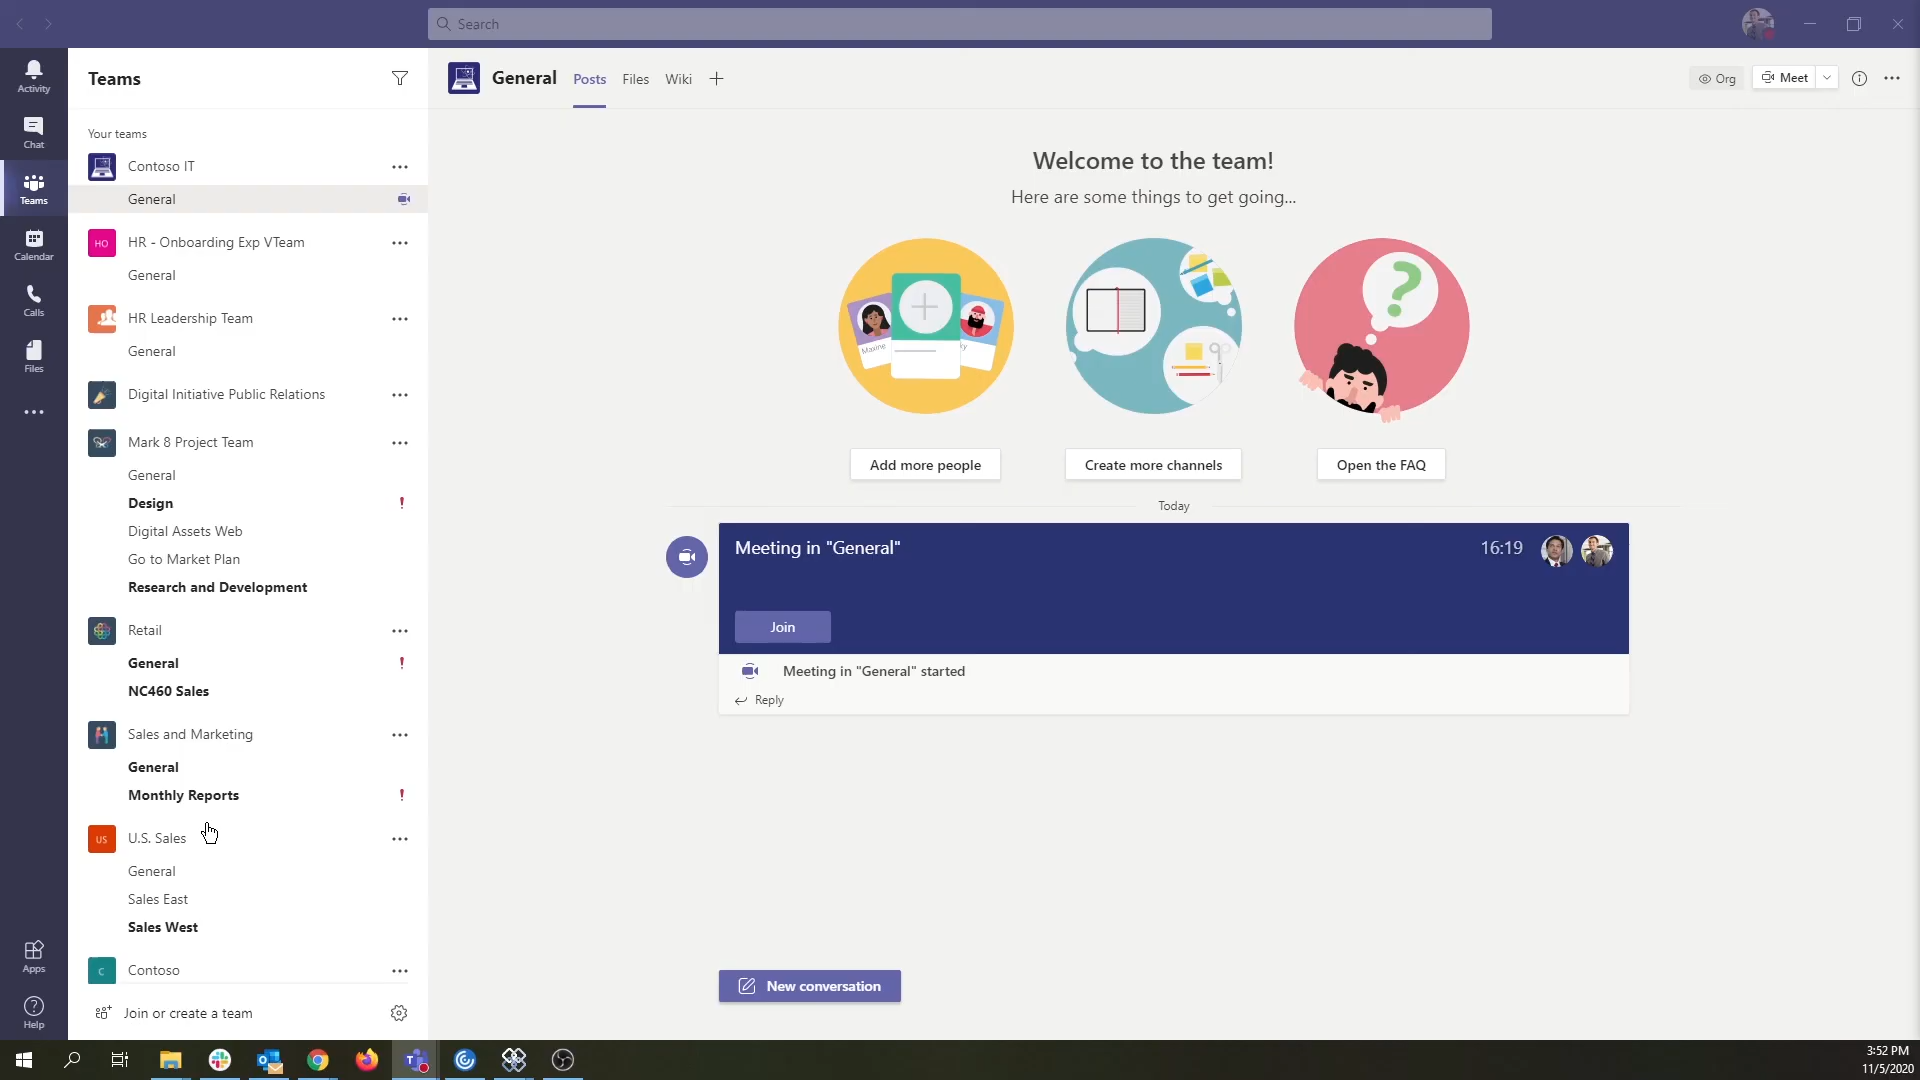 Search
Activity
Chat
Teams
Calendar
Calls
Files
Apps
Help
Teams
Your teams
Contoso IT
General
HO
HR - Onboarding Exp VTeam
General
HR Leadership Team
General
Digital Initiative Public Relations
Mark 8 Project Team
General
Design
Digital Assets Web
Go to Market Plan
Research and Development
Retail
General
NC460 Sales
Sales and Marketing
General
Monthly Reports
US
U.S. Sales
General
Sales East
Sales West
C
Contoso
Join or create a team
General Posts Files Wiki
Org Meet
Welcome to the team!
Here are some things to get going...
Maxine
Add more people
Create more channels
Open the FAQ
Today
Meeting in "General" 16:19
Join
Meeting in "General" started
Reply
New conversation
3:52 PM
11/5/2020